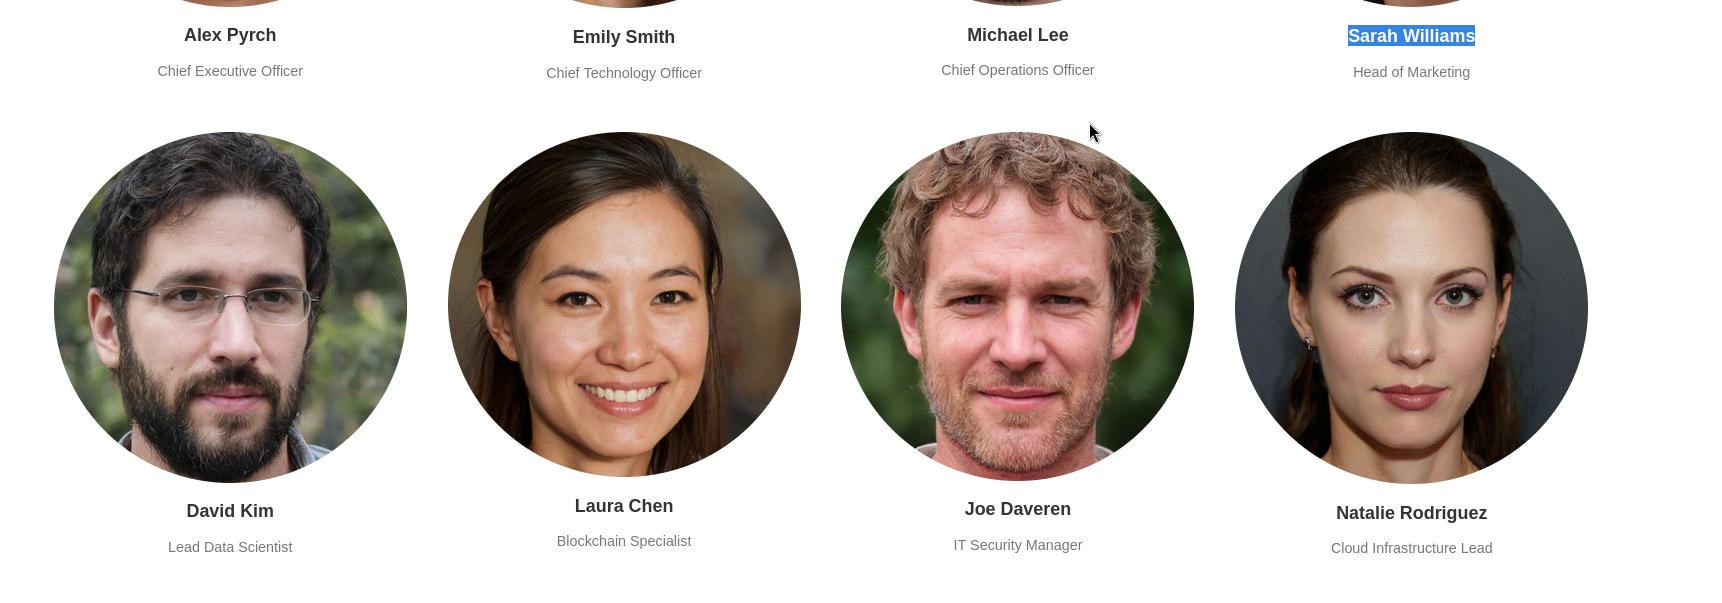 Alex Pyrch
Chief Executive Officer
Emily Smith
Chief Technology Officer
Michael Lee
Chief Operations Officer
Sarah Williams
Head of Marketing
David Kim
Lead Data Scientist
Laura Chen
Blockchain Specialist
Joe Daveren
IT Security Manager
Natalie Rodriguez
Cloud Infrastructure Lead